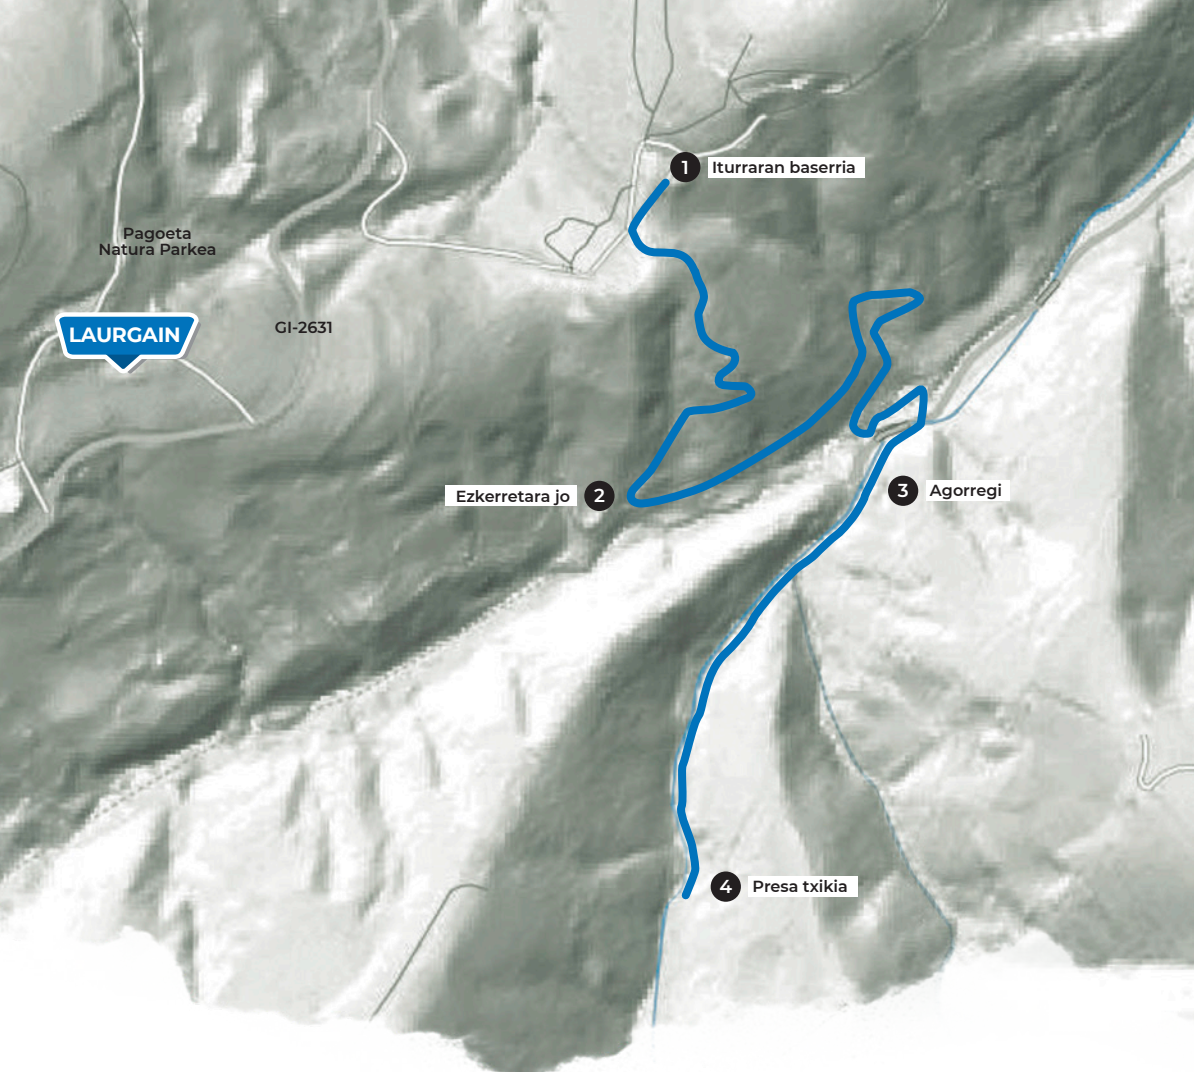 1 Iturraran baserria
Pagoeta
Natura Parkea
GI-2631
LAURGAIN
Ezkerretara jo 2
3 Agorregi
4 Presa txikia